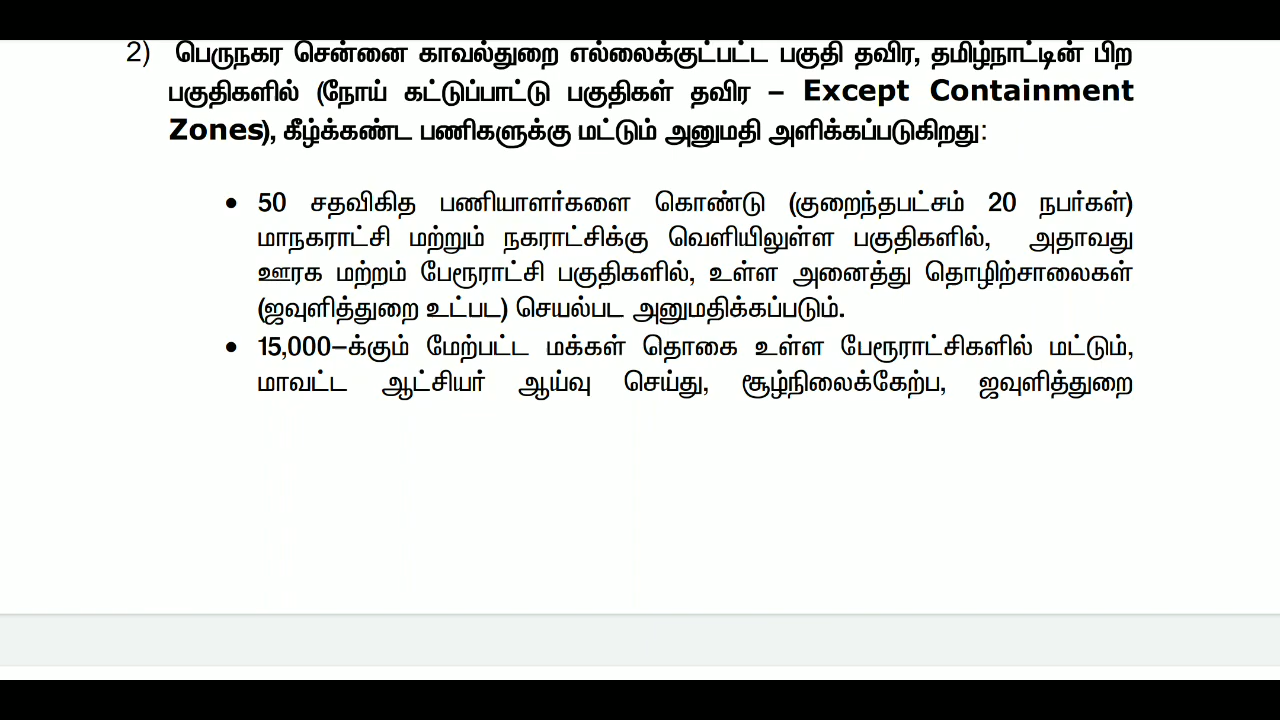 2) பெருநகர சென்னை காவல்துறை எல்லைக்குட்பட்ட பகுதி தவிர, தமிழ்நாட்டின் பிற
பகுதிகளில் (நோய் கட்டுப்பாட்டு பகுதிகள் தவிர – Except Containment
Zones), கீழ்க்கண்ட பணிகளுக்கு மட்டும் அனுமதி அளிக்கப்படுகிறது:
• 50 சதவிகித பணியாளர்களை கொண்டு (குறைந்தபட்சம் 20 நபர்கள்)
மாநகராட்சி மற்றும் நகராட்சிக்கு வெளியிலுள்ள பகுதிகளில், அதாவது
ஊரக மற்றம் பேரூராட்சி பகுதிகளில், உள்ள அனைத்து தொழிற்சாலைகள்
(ஜவுளித்துறை உட்பட) செயல்பட அனுமதிக்கப்படும்.
• 15,000–க்கும் மேற்பட்ட மக்கள் தொகை உள்ள பேரூராட்சிகளில் மட்டும்,
மாவட்ட ஆட்சியர் ஆய்வு செய்து, சூழ்நிலைக்கேற்ப, ஜவுளித்துறை